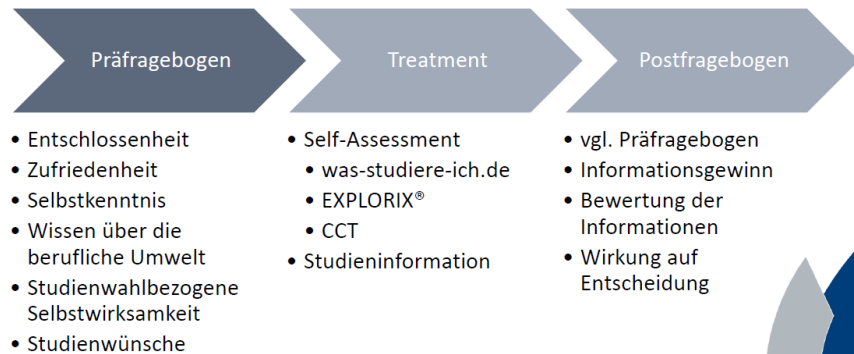 Präfragebogen
• Entschlossenheit
• Zufriedenheit
• Selbstkenntnis
• Wissen über die
berufliche Umwelt
• Studienwahlbezogene
Selbstwirksamkeit
• Studienwünsche
Treatment
• Self-Assessment
• was-studiere-ich.de
• EXPLORIX®
• CCT
• Studieninformation
Postfragebogen
• vgl. Präfragebogen
• Informationsgewinn
• Bewertung der
Informationen
• Wirkung auf
Entscheidung